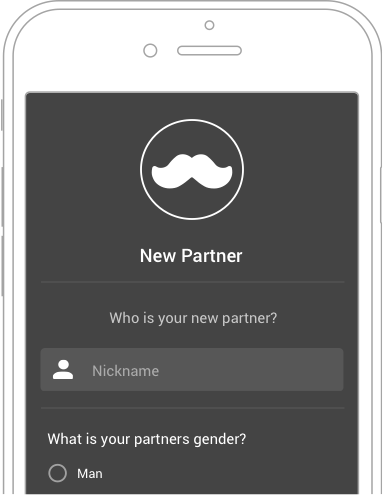 New Partner
Who is your new partner?
Nickname
What is your partners gender?
Man